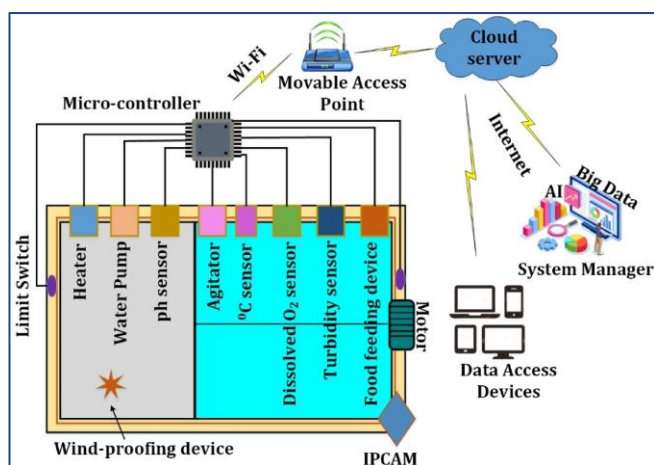 Cloud
server
Wi-Fi
Movable Access
Point
Micro-controller
Internet
Big Data
AI
System Manager
Limit Switch
Heater
Water Pump
ph sensor
Agitator
⁰C sensor
Dissolved O₂ sensor
Turbidity sensor
Food feeding device
Motor
Data Access
Devices
Wind-proofing device
IPCAM